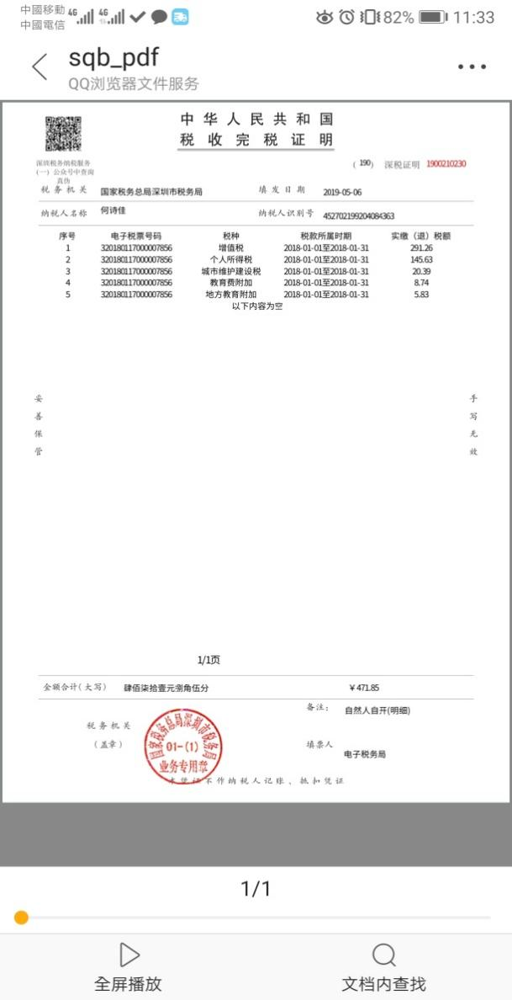 中國移動 4G 4G 82% 11:33
中國電信
sqb_pdf
QQ浏览器文件服务
中华人民共和国
税收完税证明
深圳税务纳税服务
(一) 公众号中查询
真伪
(190) 深税证明 1900210230
税务机关 国家税务总局深圳市税务局 填发日期 2019-05-06
纳税人名称 何诗佳 纳税人识别号 452702199204084363
序号 电子税票号码 税种 税款所属时期 实缴（退）税额
1 320180117000007856 增值税 2018-01-01至2018-01-31 291.26
2 320180117000007856 个人所得税 2018-01-01至2018-01-31 145.63
3 320180117000007856 城市维护建设税 2018-01-01至2018-01-31 20.39
4 320180117000007856 教育费附加 2018-01-01至2018-01-31 8.74
5 320180117000007856 地方教育附加 2018-01-01至2018-01-31 5.83
以下内容为空
妥善保管
手写无效
1/1页
金额合计(大写) 肆佰柒拾壹元捌角伍分 ￥471.85
备注： 自然人自开(明细)
税务机关
(盖章)
国家税务总局深圳市税务局
01-(1)
业务专用章
填票人 电子税务局
本凭证不作纳税人记账、抵扣凭证
1/1
全屏播放 文档内查找